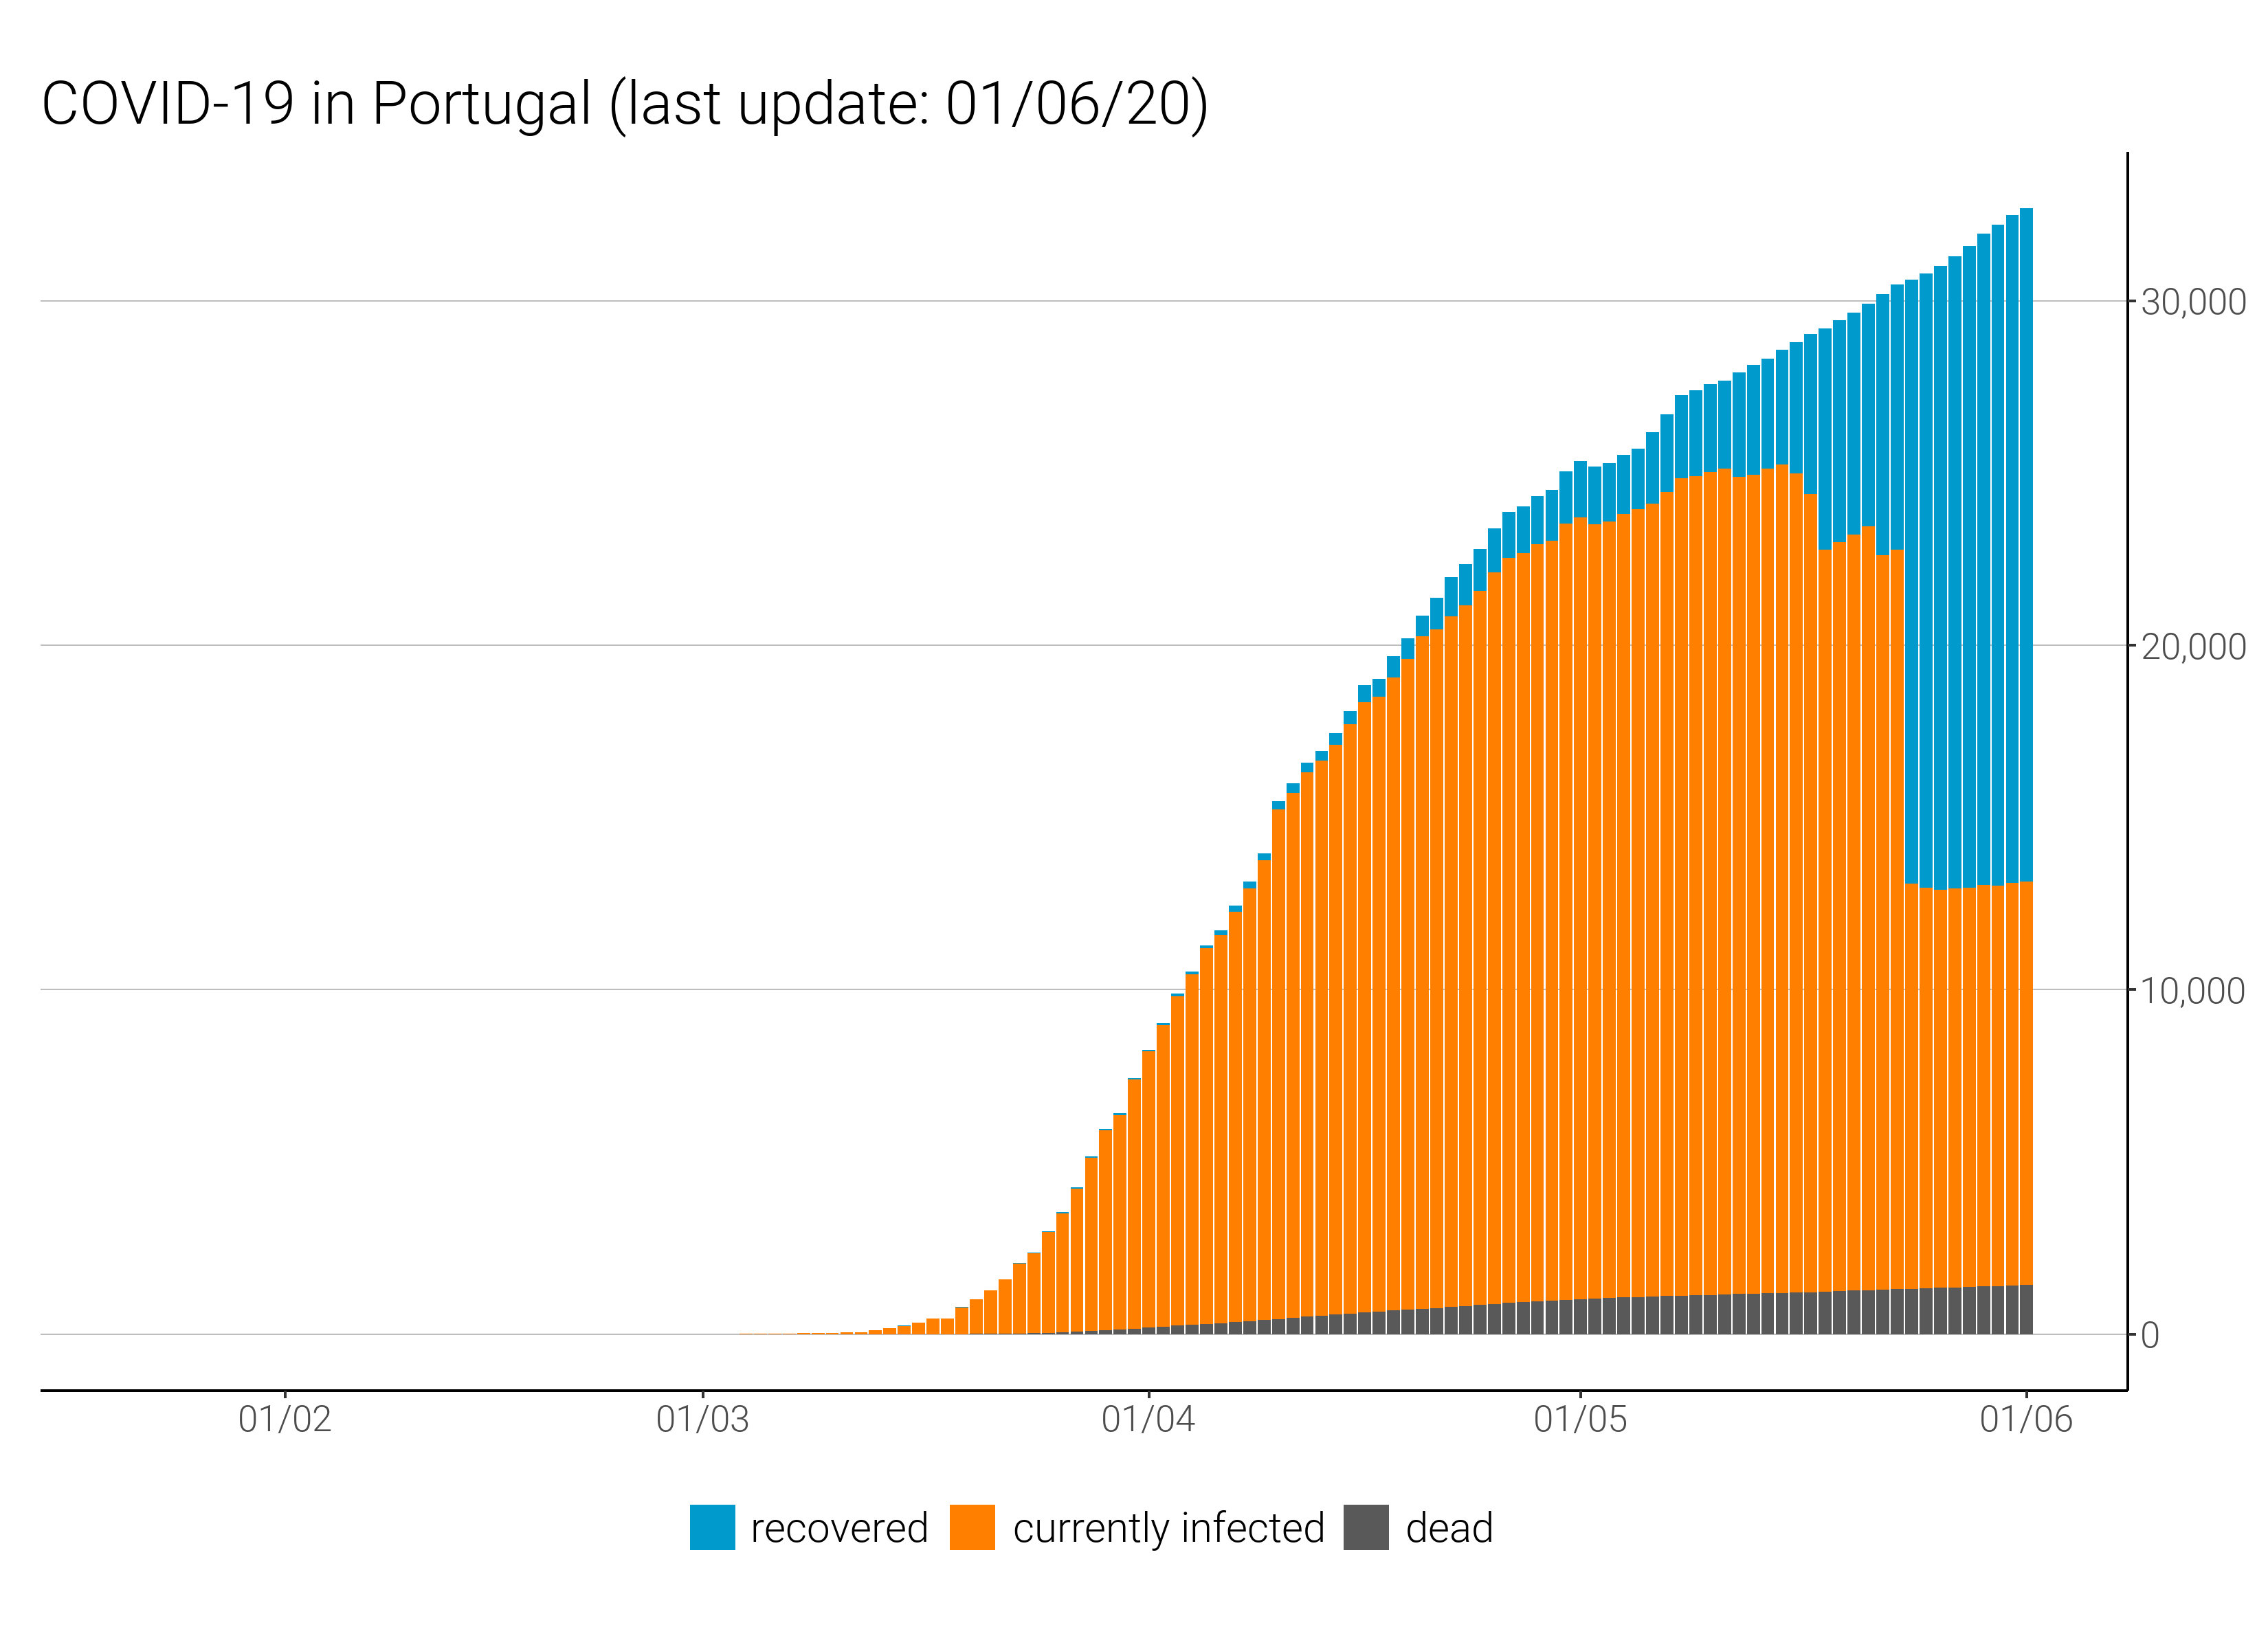 COVID-19 in Portugal (last update: 01/06/20)
30,000
20,000
10,000
0
01/02 01/03 01/04 01/05 01/06
recovered currently infected dead